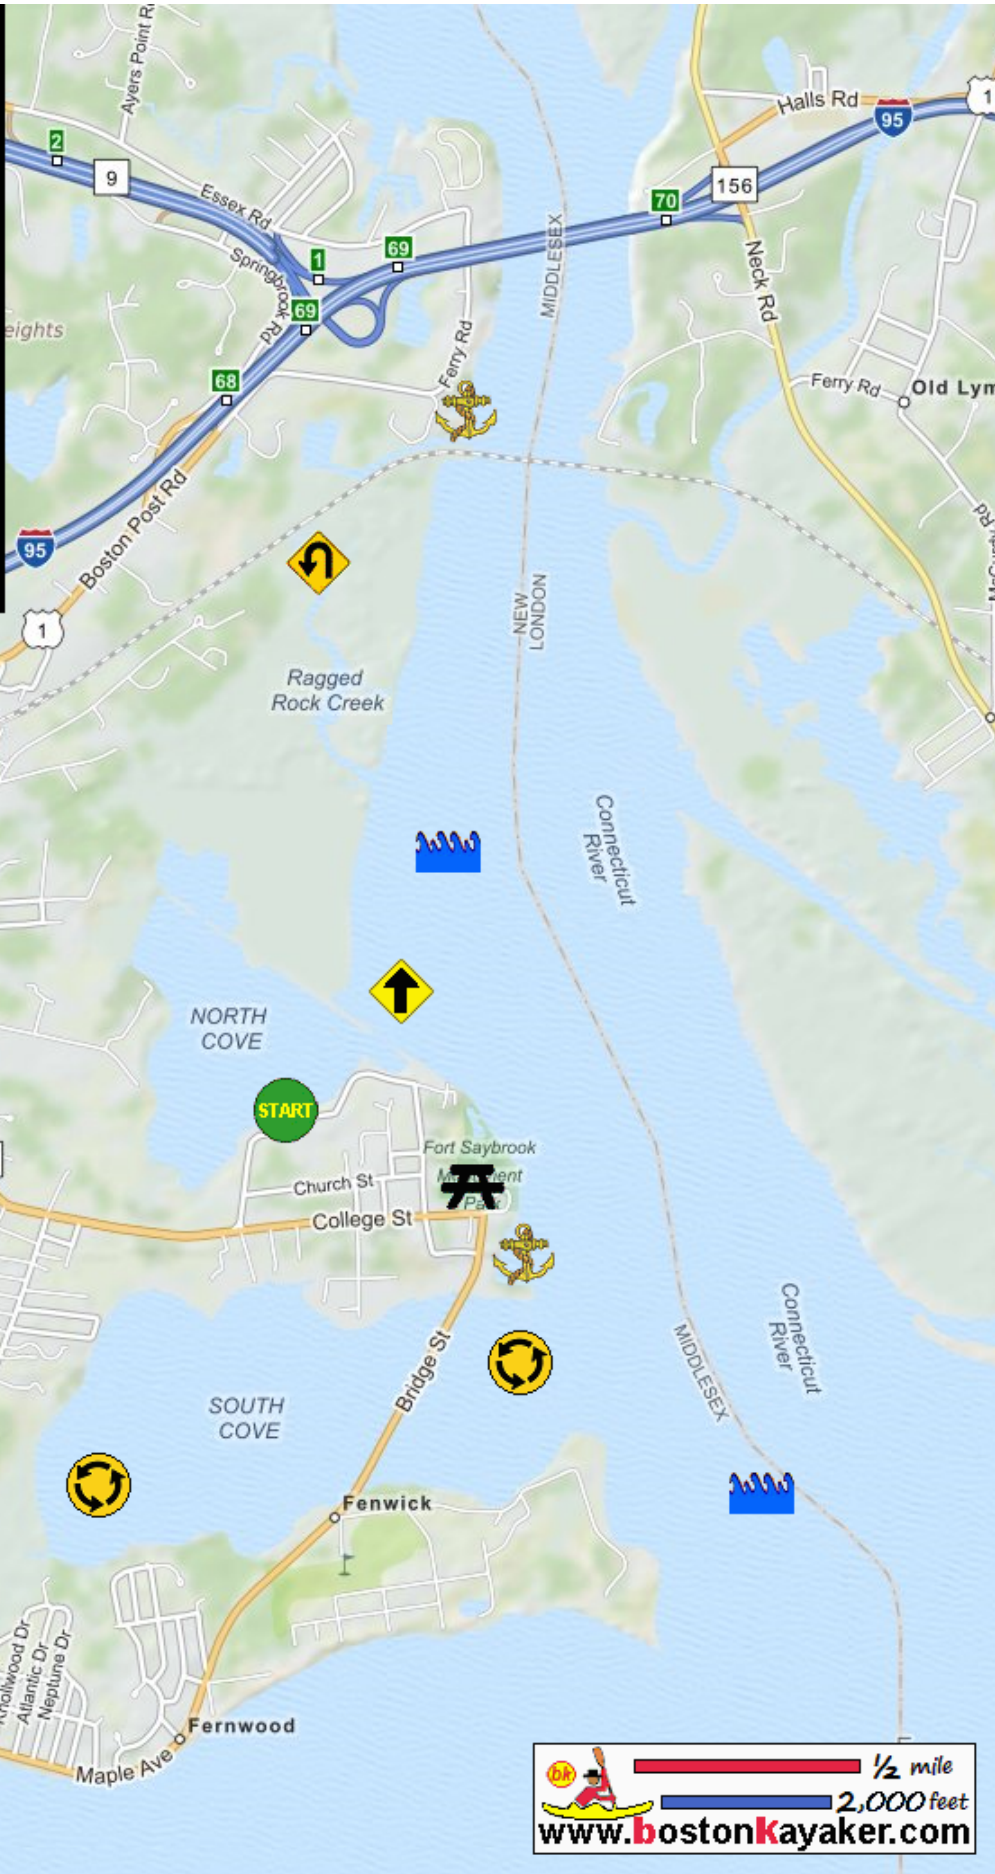 Ayers Point R
Halls Rd
1
95
2
9
156
70
Essex Rd
69
1
Springbrook Rd
69
MIDDLESEX
Neck Rd
eights
Ferry Rd
68
Ferry Rd
Old Lym
Boston Post Rd
Rd
95
1
NEW
LONDON
Ragged
Rock Creek
Connecticut
River
NORTH
COVE
START
Fort Saybrook
Church St
College St
Connecticut
River
MIDDLESEX
Bridge St
SOUTH
COVE
Fenwick
Atlantic Dr
Neptune Dr
Fernwood
Maple Ave
bk
½ mile
2,000 feet
www.bostonkayaker.com